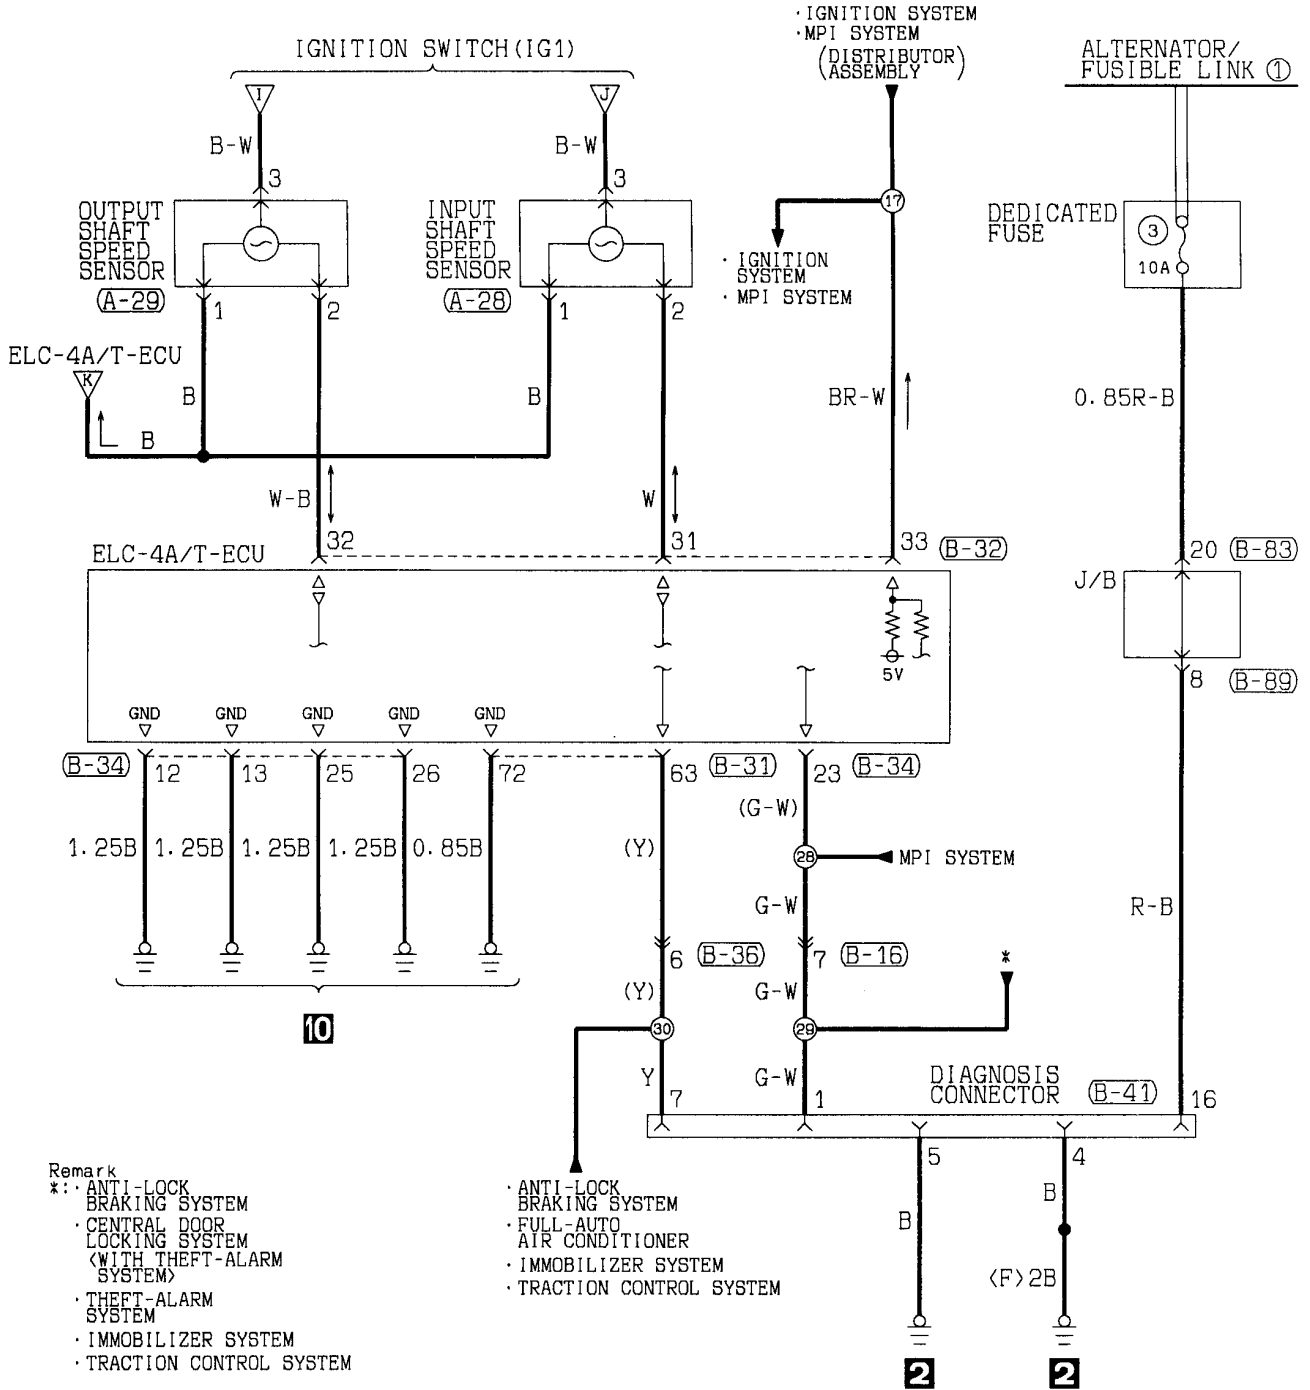 · IGNITION SYSTEM
· MPI SYSTEM
(DISTRIBUTOR
ASSEMBLY)
IGNITION SWITCH(IG1)
ALTERNATOR/
FUSIBLE LINK ①
I
J
B-W
B-W
3
3
17
OUTPUT
SHAFT
SPEED
SENSOR
A-29
INPUT
SHAFT
SPEED
SENSOR
A-28
DEDICATED
FUSE
3
10A
· IGNITION
SYSTEM
· MPI SYSTEM
1
2
1
2
ELC-4A/T-ECU
K
B
B
B
BR-W
0.85R-B
W-B
W
32
31
33
B-32
20
B-83
ELC-4A/T-ECU
J/B
5V
8
B-89
GND
GND
GND
GND
GND
B-34
12
13
25
26
72
63
B-31
23
B-34
(G-W)
1.25B
1.25B
1.25B
1.25B
0.85B
(Y)
28
MPI SYSTEM
G-W
R-B
6
B-36
7
B-16
*
(Y)
G-W
10
30
29
Y
G-W
DIAGNOSIS
CONNECTOR
B-41
7
1
16
5
4
B
B
<F>2B
2
2
Remark
*:· ANTI-LOCK
BRAKING SYSTEM
· CENTRAL DOOR
LOCKING SYSTEM
<WITH THEFT-ALARM
SYSTEM>
· THEFT-ALARM
SYSTEM
· IMMOBILIZER SYSTEM
· TRACTION CONTROL SYSTEM
· ANTI-LOCK
BRAKING SYSTEM
· FULL-AUTO
AIR CONDITIONER
· IMMOBILIZER SYSTEM
· TRACTION CONTROL SYSTEM